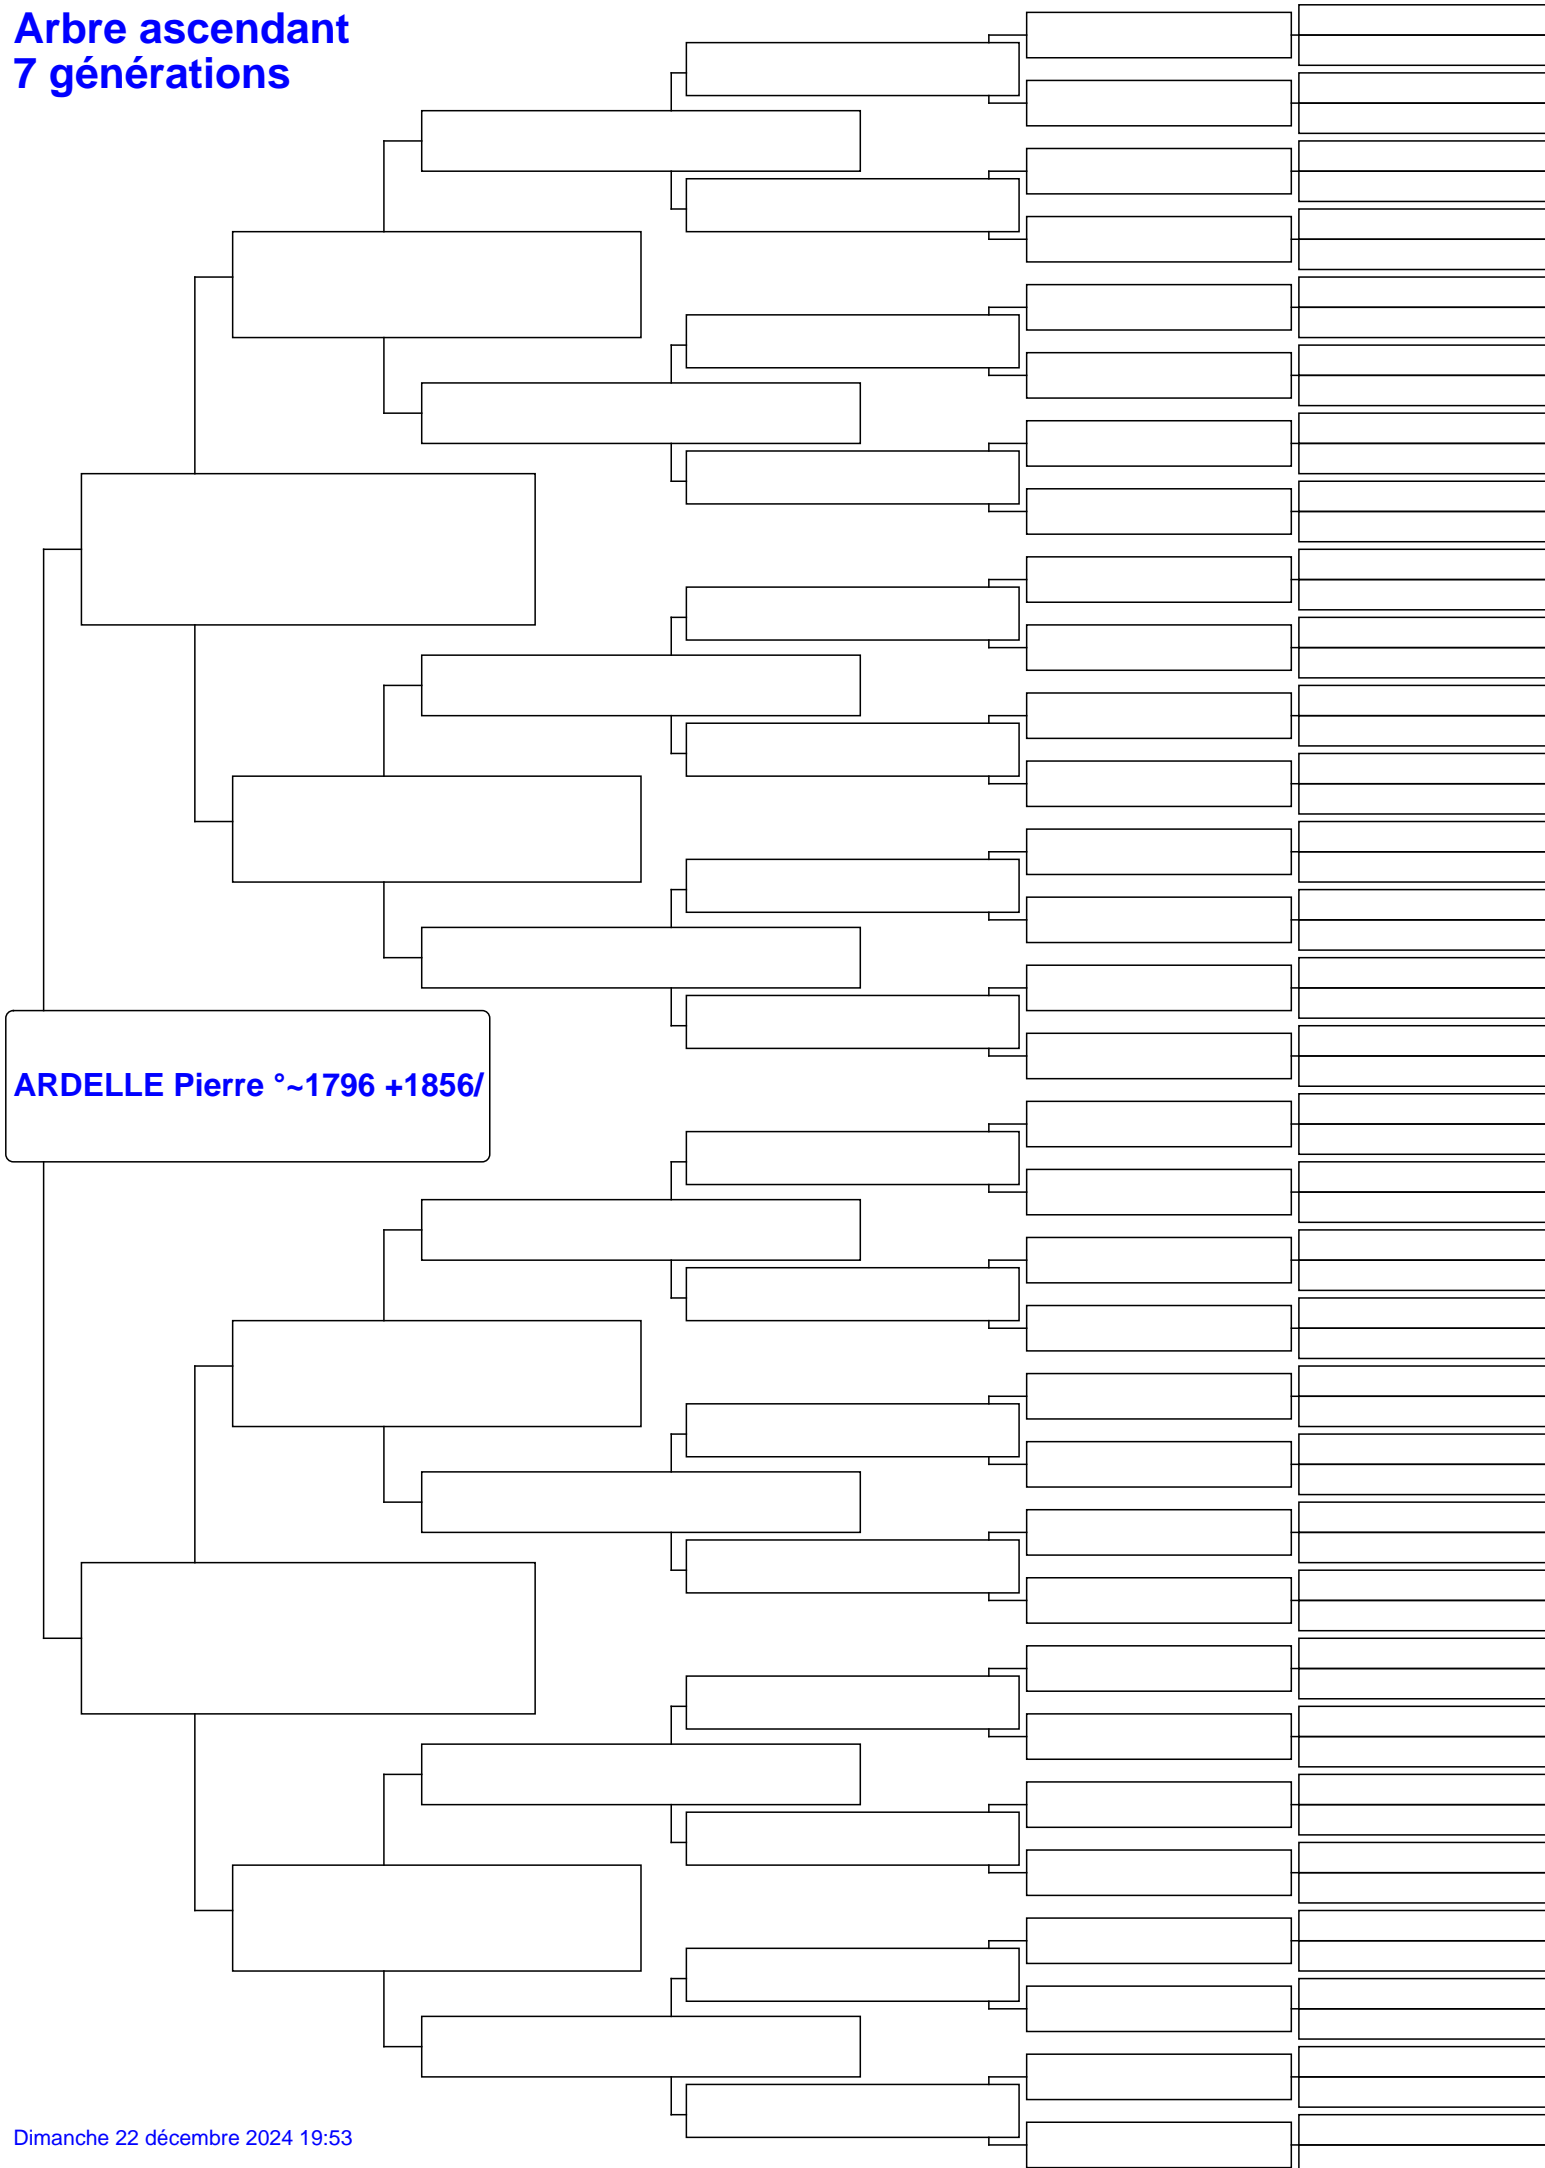 Arbre ascendant
7 générations
ARDELLE Pierre °~1796 +1856/
Dimanche 22 décembre 2024 19:53